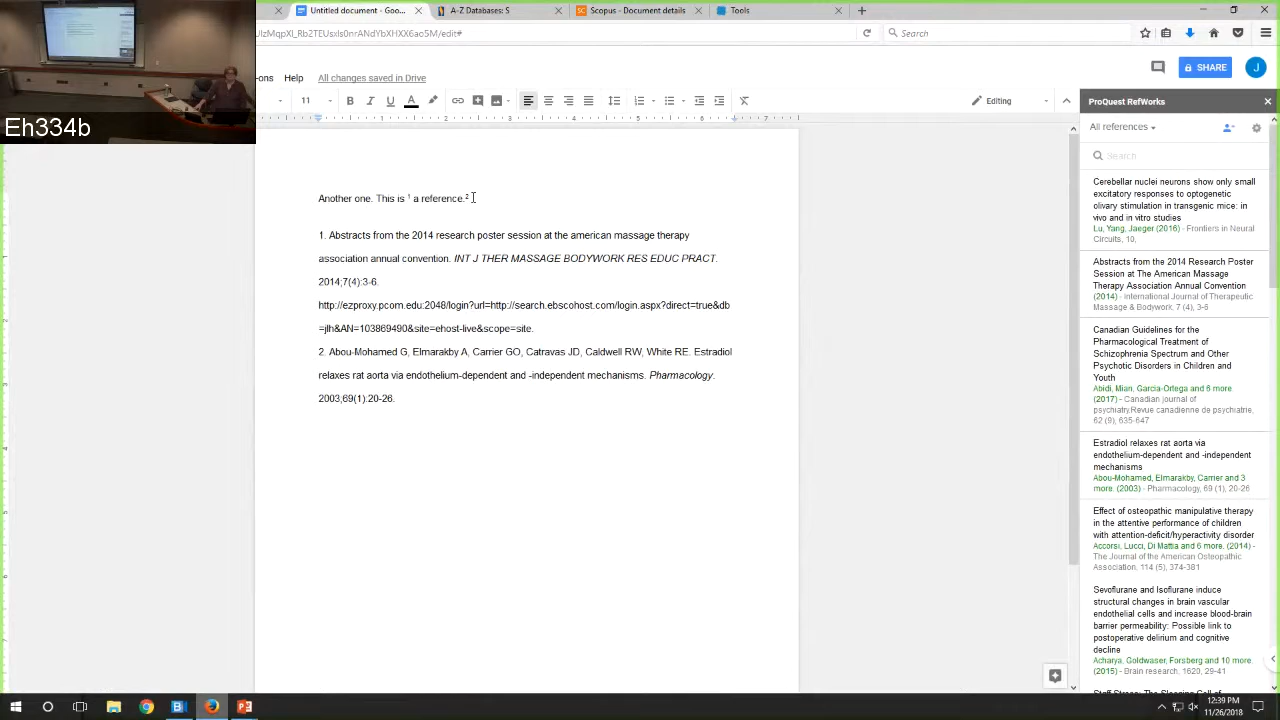 Untitled document - Goo...
A-Z Databases: S
Scopus - Document details
Tools
UIzMqpXl_Rb2TEUsxls0nrANdYbXHXX6ao5M/edit#
Search
ons Help All changes saved in Drive
SHARE J
11 B I U A Editing
ProQuest RefWorks
All references
Search
Eh334b
1 2 3 4 5 6 7
Another one. This is 1 a reference.2
1. Abstracts from the 2014 research poster session at the american massage therapy
association annual convention. INT J THER MASSAGE BODYWORK RES EDUC PRACT.
2014;7(4):3-6.
http://ezproxy.pcom.edu:2048/login?url=http://search.ebscohost.com/login.aspx?direct=true&db
=jlh&AN=103869490&site=ehost-live&scope=site.
2. Abou-Mohamed G, Elmarakby A, Carrier GO, Catravas JD, Caldwell RW, White RE. Estradiol
relaxes rat aorta via endothelium-dependent and -independent mechanisms. Pharmacology.
2003;69(1):20-26.
Cerebellar nuclei neurons show only small
excitatory responses to optogenetic
olivary stimulation in transgenic mice: in
vivo and in vitro studies
Lu, Yang, Jaeger (2016) - Frontiers in Neural
Circuits, 10,
Abstracts from the 2014 Research Poster
Session at The American Massage
Therapy Association Annual Convention
(2014) - International Journal of Therapeutic
Massage & Bodywork, 7 (4), 3-6
Canadian Guidelines for the
Pharmacological Treatment of
Schizophrenia Spectrum and Other
Psychotic Disorders in Children and
Youth
Abidi, Mian, Garcia-Ortega and 6 more.
(2017) - Canadian journal of
psychiatry.Revue canadienne de psychiatrie,
62 (9), 635-647
Estradiol relaxes rat aorta via
endothelium-dependent and -independent
mechanisms
Abou-Mohamed, Elmarakby, Carrier and 3
more. (2003) - Pharmacology, 69 (1), 20-26
Effect of osteopathic manipulative therapy
in the attentive performance of children
with attention-deficit/hyperactivity disorder
Accorsi, Lucci, Di Mattia and 6 more. (2014) -
The Journal of the American Osteopathic
Association, 114 (5), 374-381
Sevoflurane and Isoflurane induce
structural changes in brain vascular
endothelial cells and increase blood-brain
barrier permeability: Possible link to
postoperative delirium and cognitive
decline
Acharya, Goldwaser, Forsberg and 10 more.
(2015) - Brain research, 1620, 29-41
12:39 PM
11/26/2018